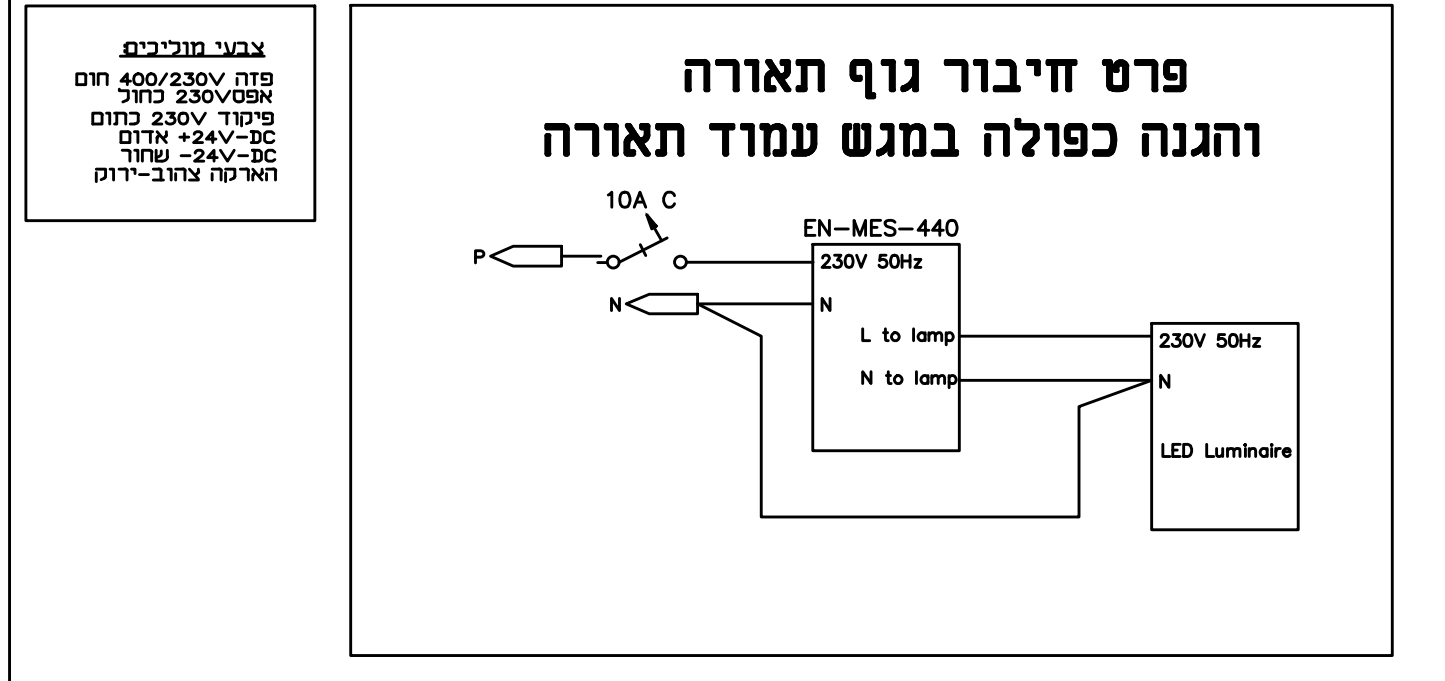 צבעי מוליכים:
פזה 400/230V חום
אפס 230V כחול
פיקוד 230V כתום
+24V-DC אדום
-24V-DC שחור
הארקה צהוב-ירוק
פרט חיבור גוף תאורה
והגנה כפולה במגש עמוד תאורה
10A C
EN-MES-440
P
230V 50Hz
N
N
L to lamp
230V 50Hz
N to lamp
N
LED Luminaire